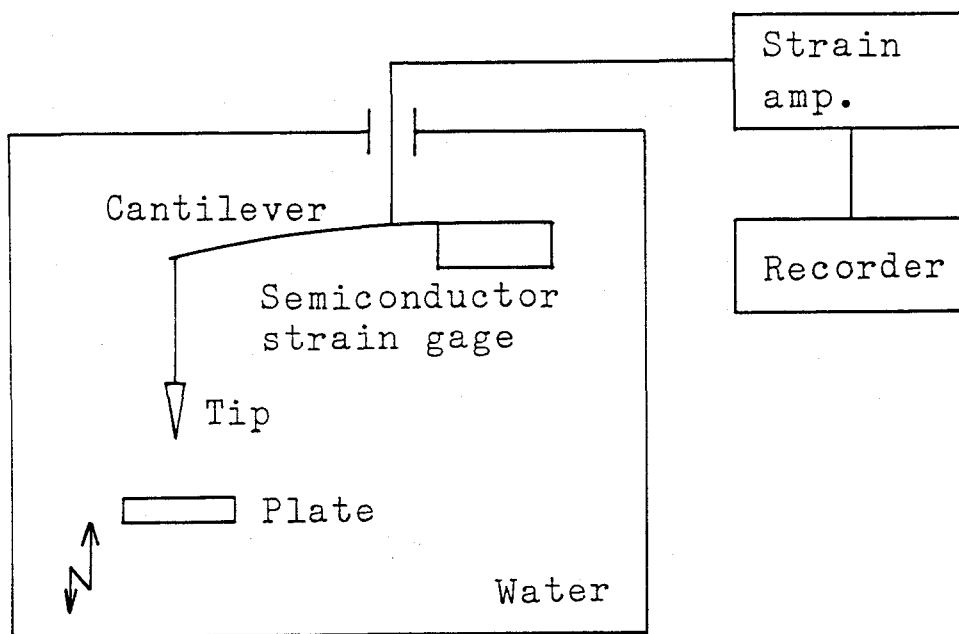 Strain
amp.
Cantilever
Recorder
Semiconductor
strain gage
Tip
Plate
Water